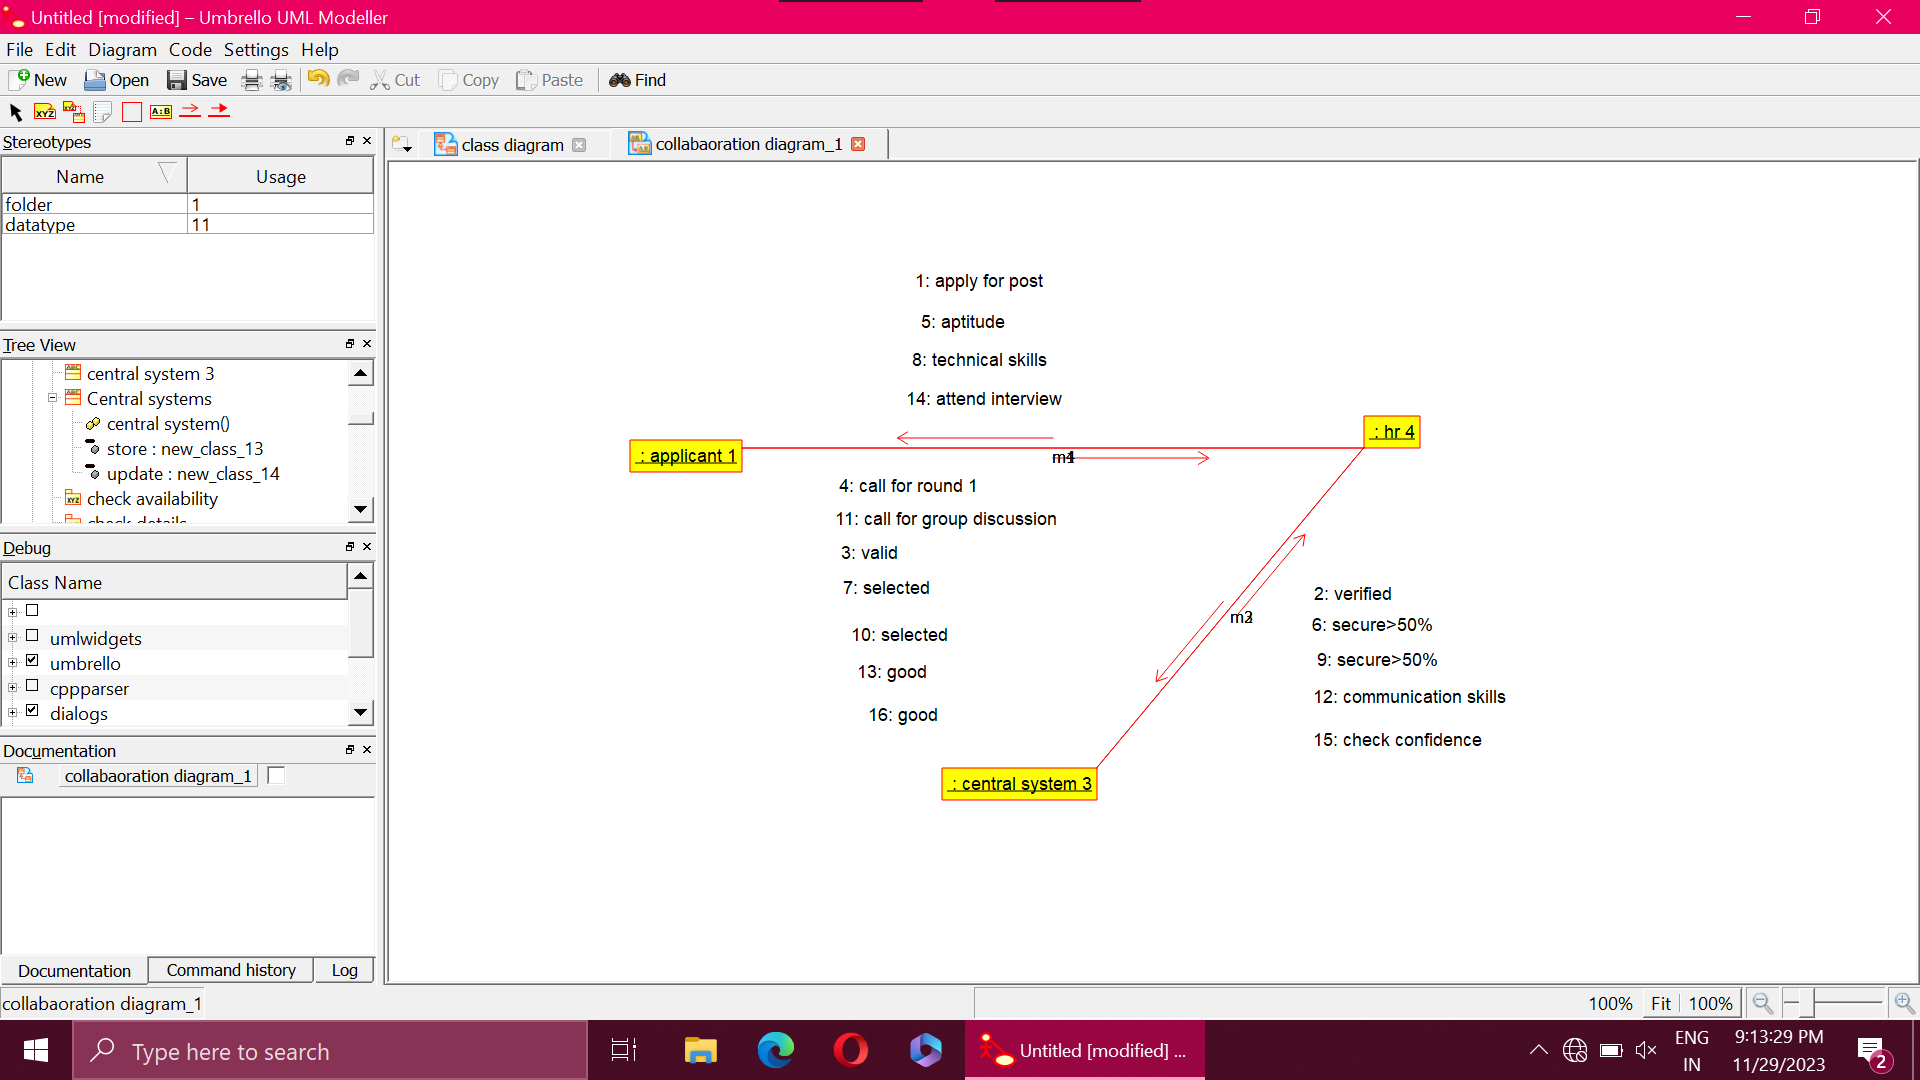 Untitled [modified] – Umbrello UML Modeller
File Edit Diagram Code Settings Help
New Open Save Cut Copy Paste Find
XYZ XYZ A:B
Stereotypes
Name Usage
folder 1
datatype 11
Tree View
central system 3
Central systems
central system()
store : new_class_13
update : new_class_14
check availability
check details
Debug
Class Name
umlwidgets
umbrello
cppparser
dialogs
Documentation
collabaoration diagram_1
Documentation Command history Log
class diagram
collabaoration diagram_1
1: apply for post
5: aptitude
8: technical skills
14: attend interview
: applicant 1
: hr 4
4: call for round 1
11: call for group discussion
3: valid
7: selected
10: selected
13: good
16: good
2: verified
6: secure>50%
9: secure>50%
12: communication skills
15: check confidence
: central system 3
collabaoration diagram_1
100% Fit 100%
Type here to search
Untitled [modified] ...
ENG
IN
9:13:29 PM
11/29/2023
2